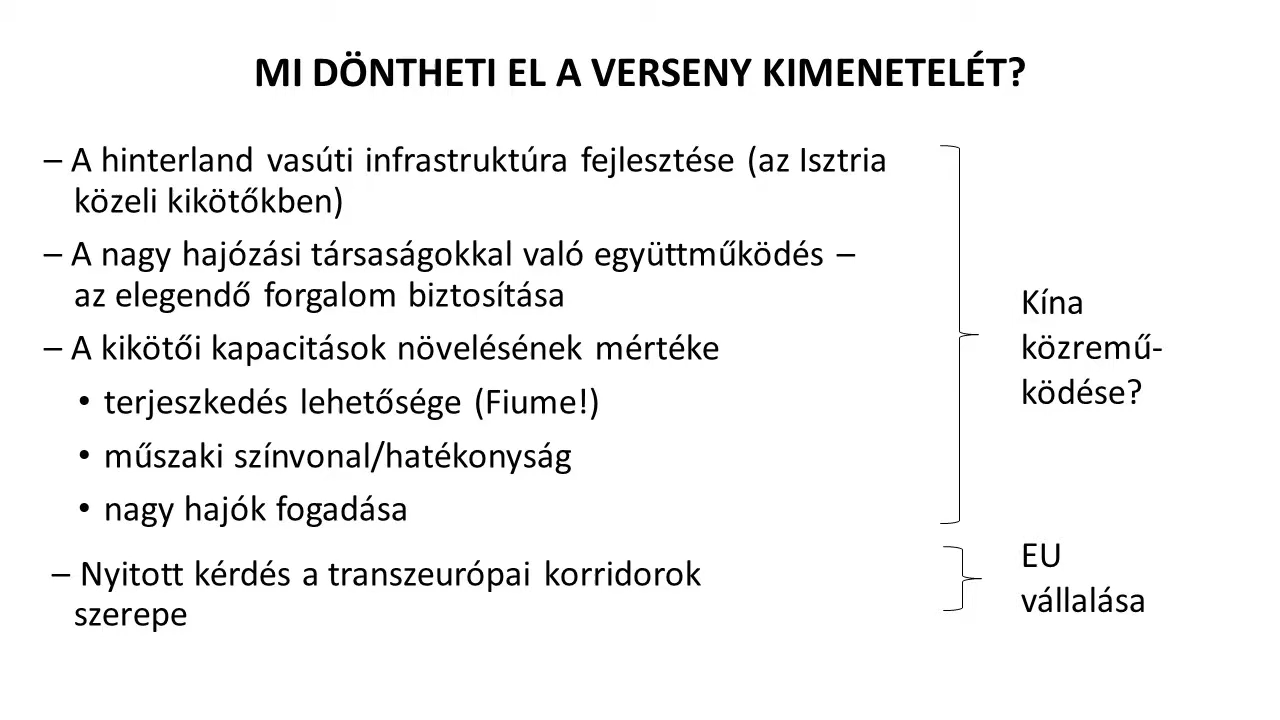 MI DÖNTHETI EL A VERSENY KIMENETELÉT?
– A hinterland vasúti infrastruktúra fejlesztése (az Isztria
közeli kikötőkben)
– A nagy hajózási társaságokkal való együttműködés –
az elegendő forgalom biztosítása
– A kikötői kapacitások növelésének mértéke
• terjeszkedés lehetősége (Fiume!)
• műszaki színvonal/hatékonyság
• nagy hajók fogadása
Kína
közremű-
ködése?
– Nyitott kérdés a transzeurópai korridorok
szerepe
EU
vállalása